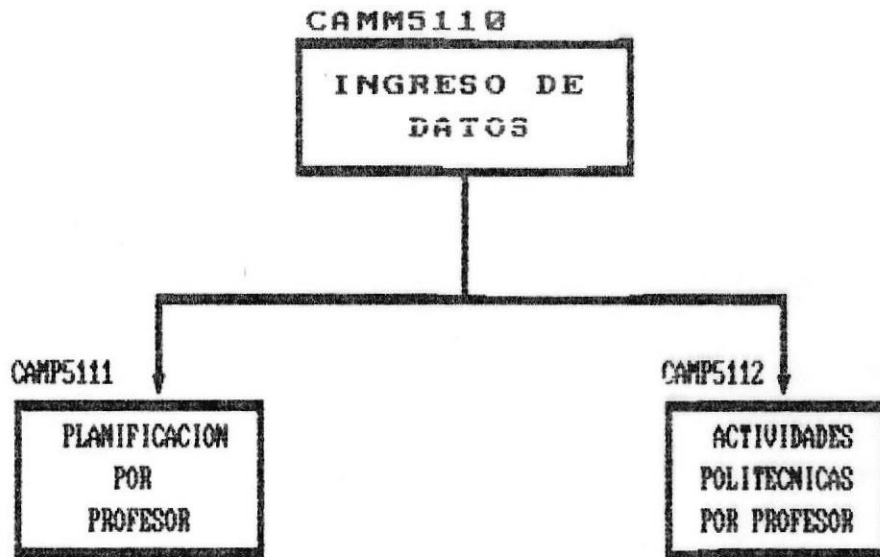 CAMM5110
INGRESO DE
DATOS
CAMP5111
PLANIFICACION
POR
PROFESOR
CAMP5112
ACTIVIDADES
POLITECNICAS
POR PROFESOR